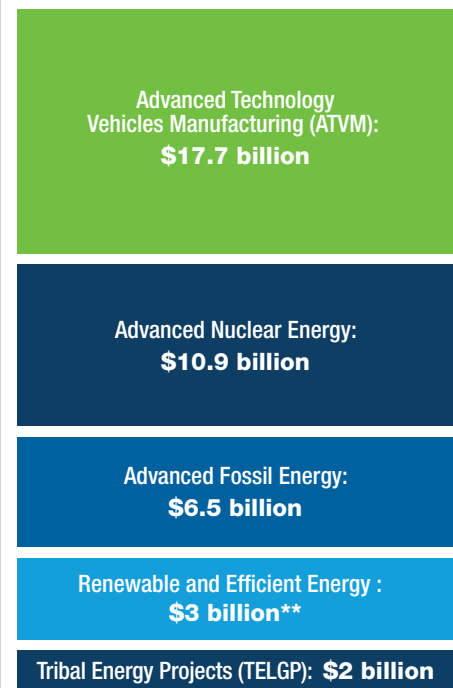 Advanced Technology
Vehicles Manufacturing (ATVM):
$17.7 billion
Advanced Nuclear Energy:
$10.9 billion
Advanced Fossil Energy:
$6.5 billion
Renewable and Efficient Energy :
$3 billion**
Tribal Energy Projects (TELGP): $2 billion